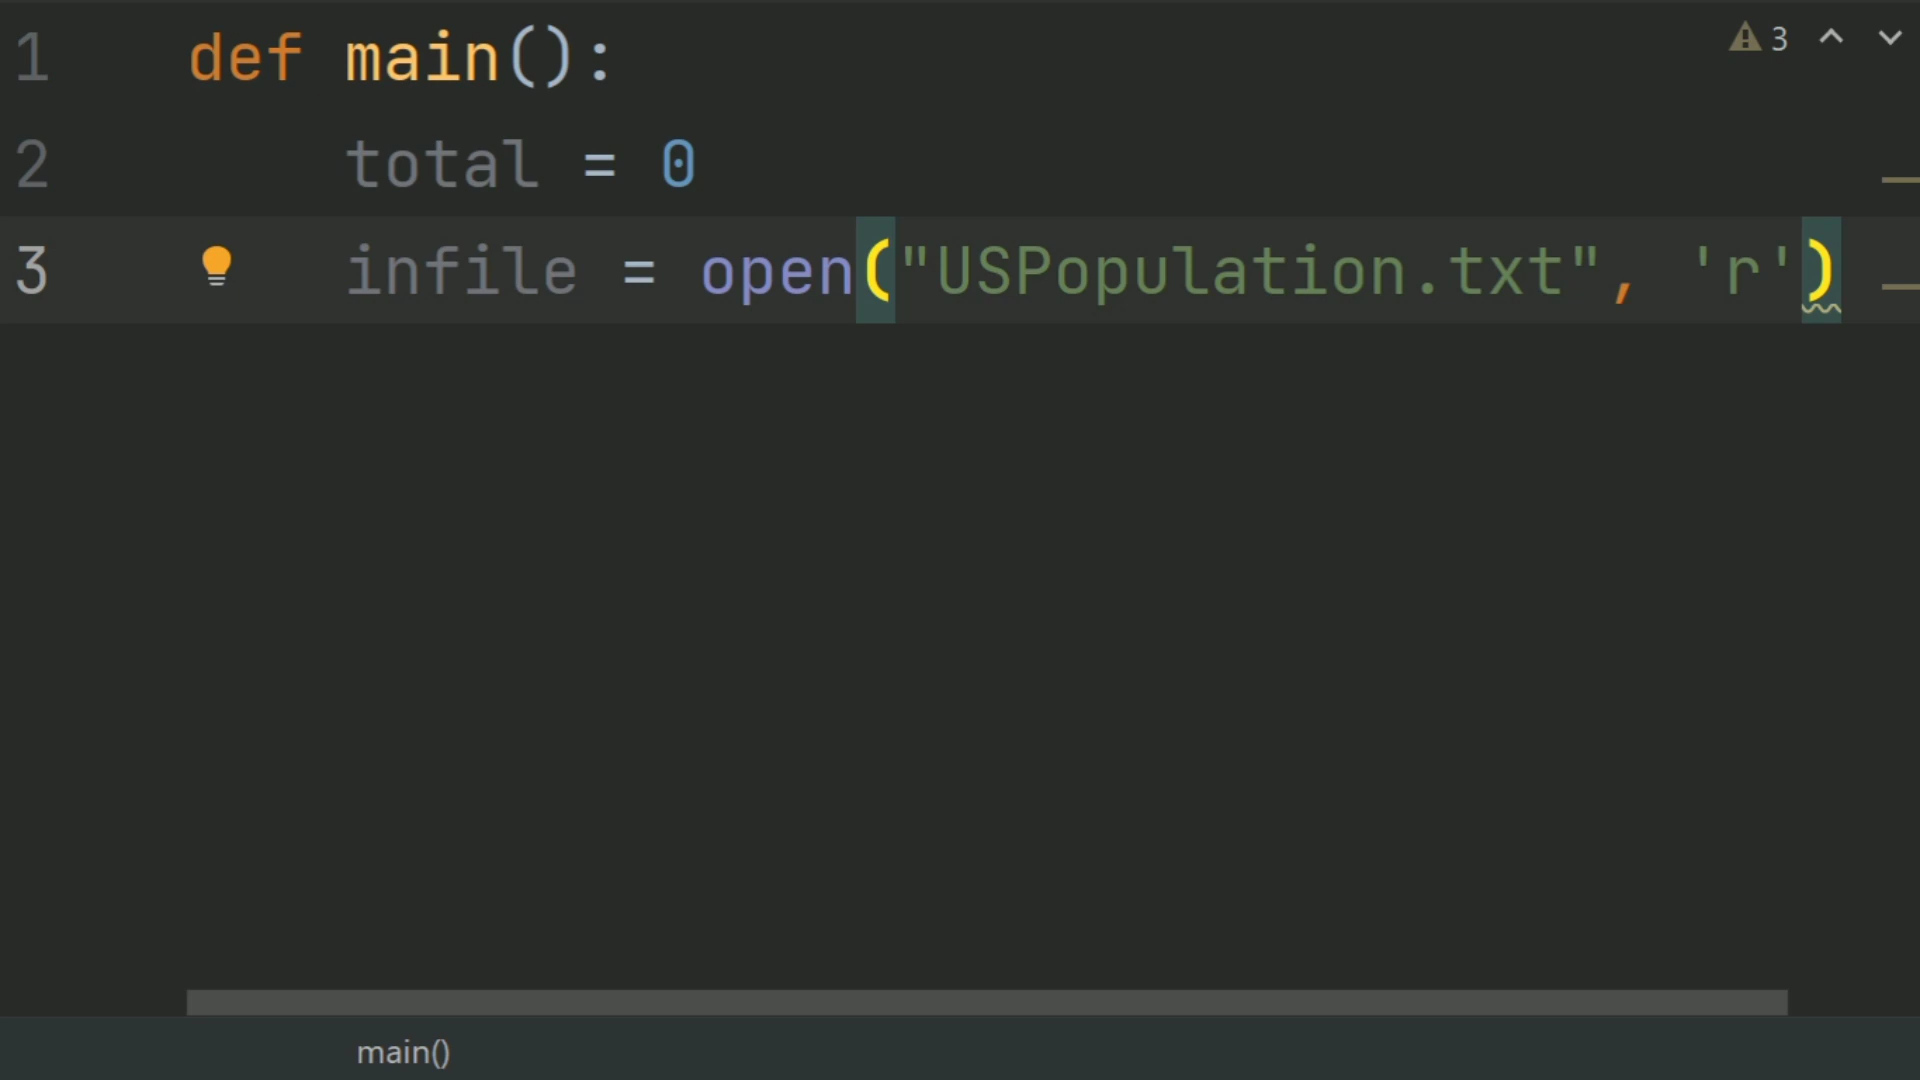 1 def main(): 3
2 total = 0
3 infile = open("USPopulation.txt", 'r')
main()